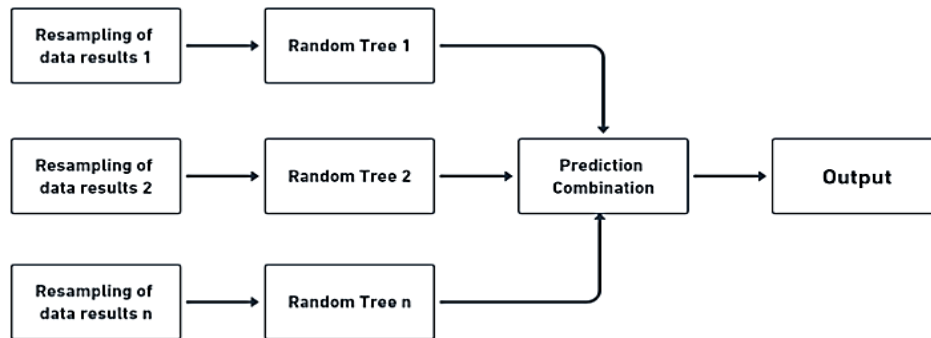 Resampling of
data results 1
Random Tree 1
Resampling of
data results 2
Random Tree 2
Prediction
Combination
Output
Resampling of
data results n
Random Tree n